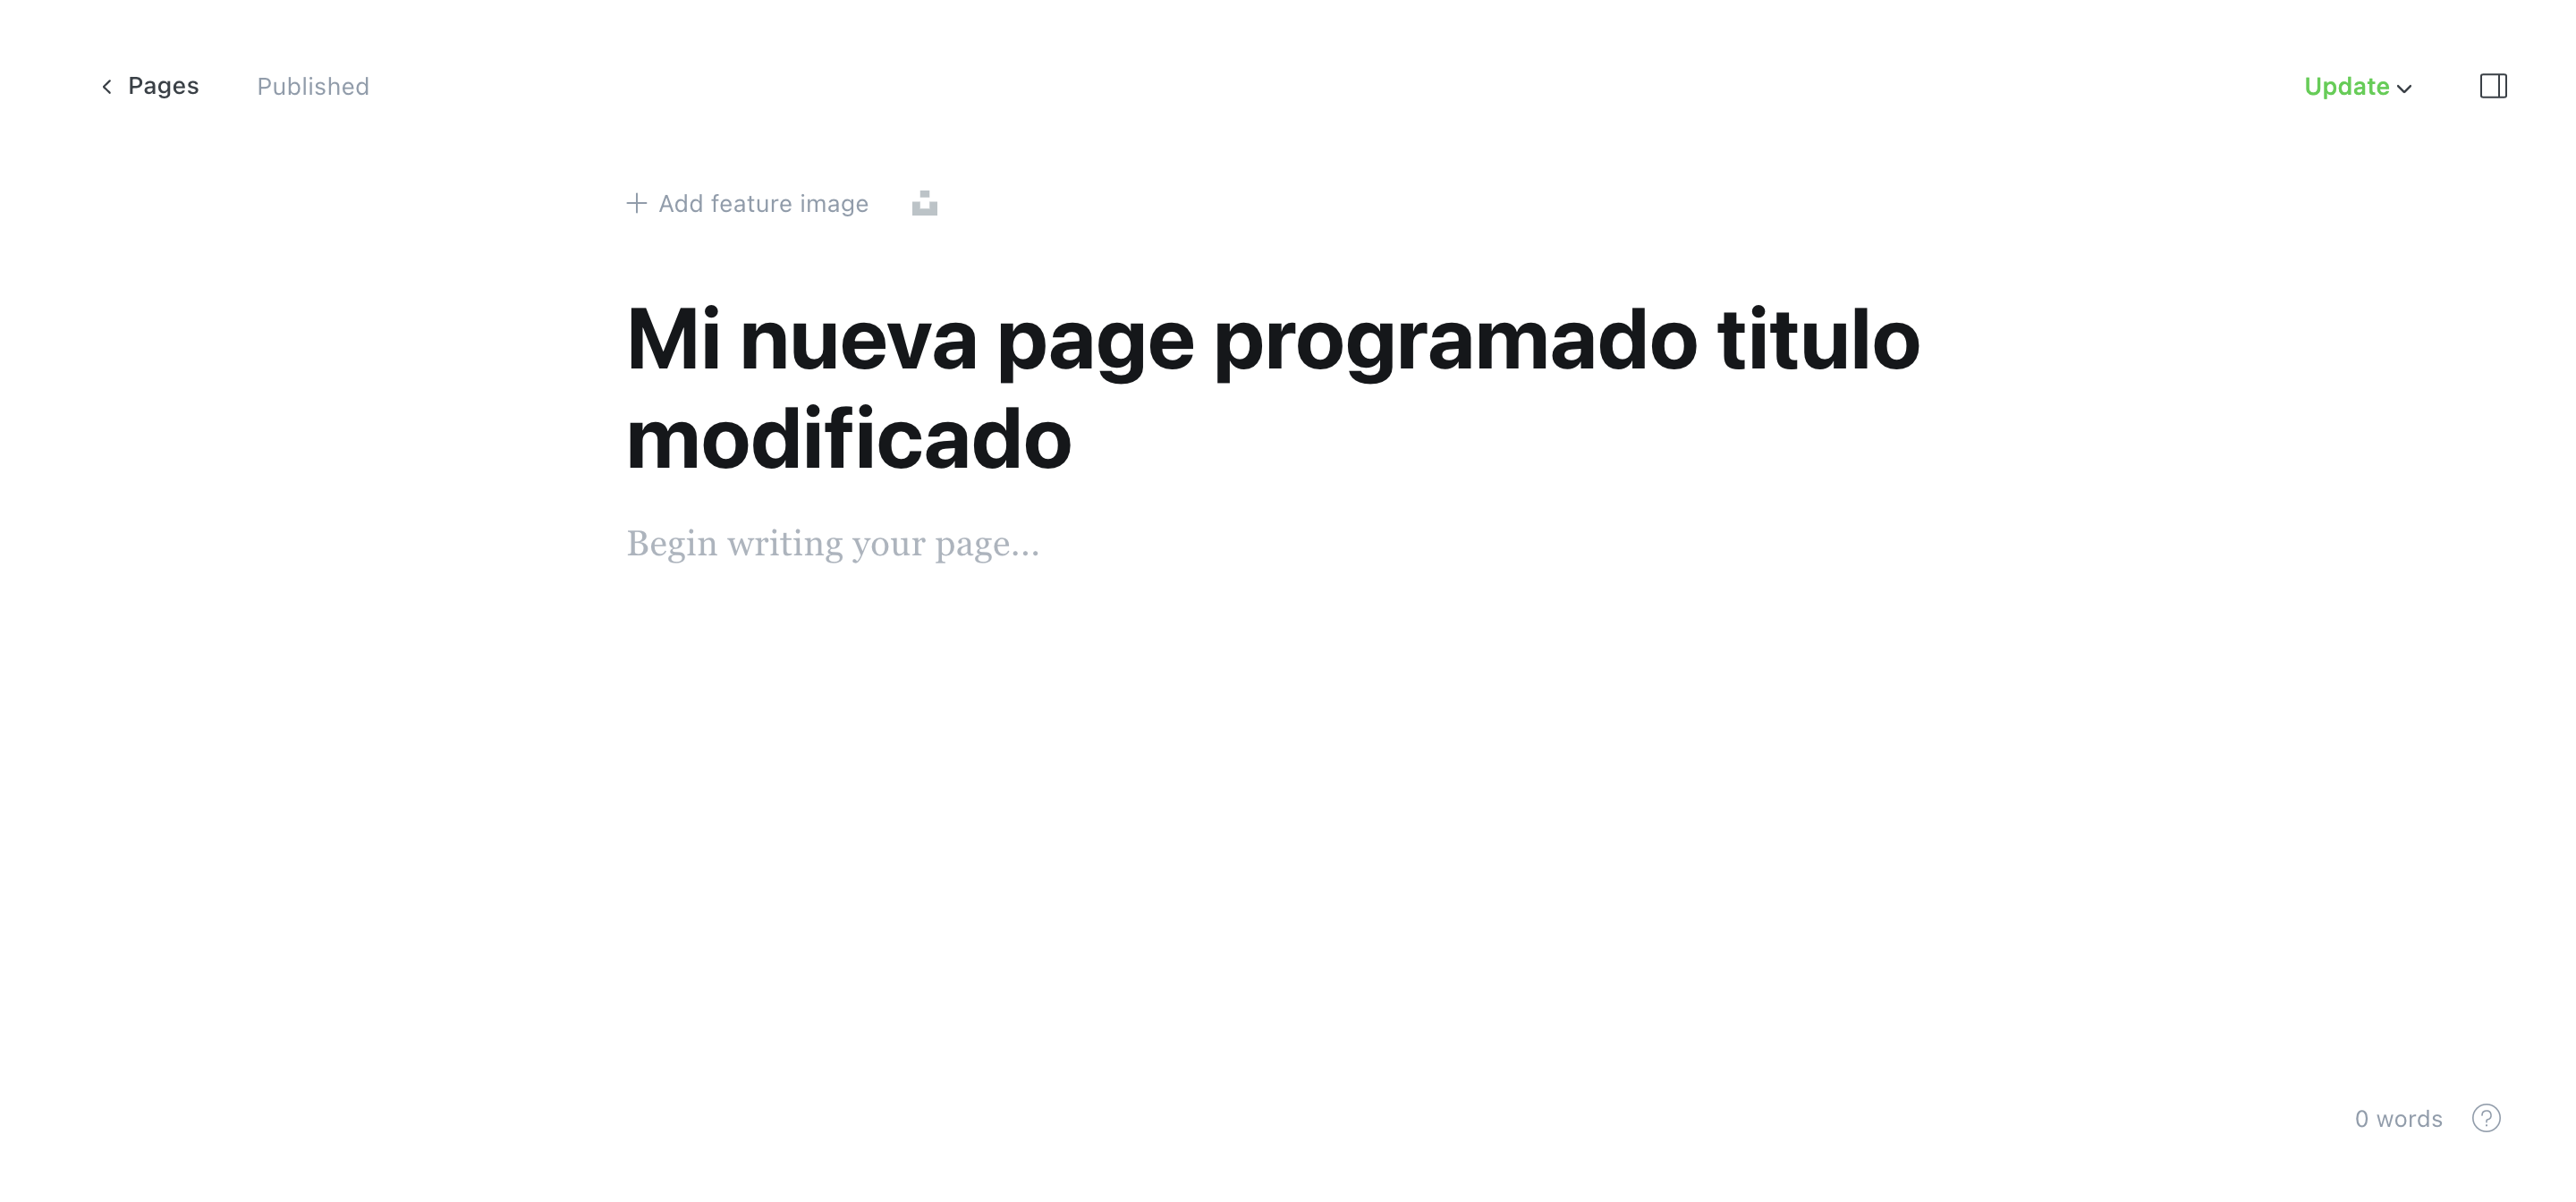 Pages
Published
Update
Add feature image
Mi nueva page programado titulo
modificado
Begin writing your page...
0 words
?